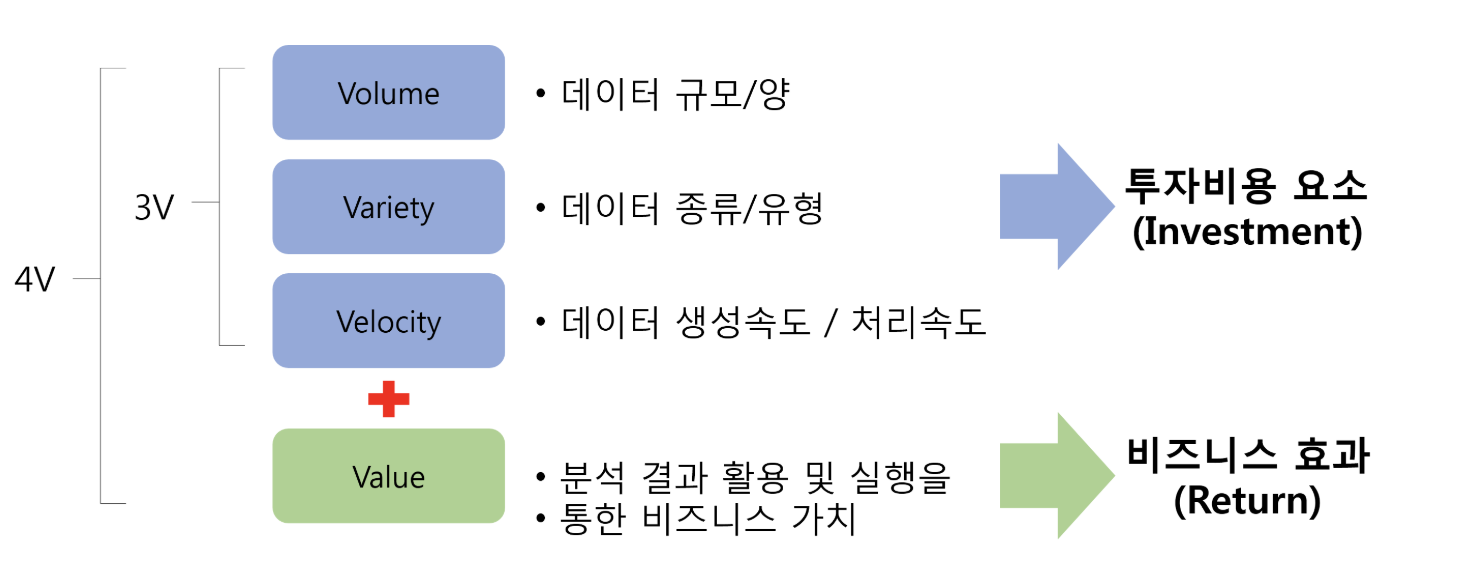 4V
3V
Volume
• 데이터 규모/양
Variety
• 데이터 종류/유형
Velocity
• 데이터 생성속도 / 처리속도
투자비용 요소
(Investment)
Value
• 분석 결과 활용 및 실행을
• 통한 비즈니스 가치
비즈니스 효과
(Return)